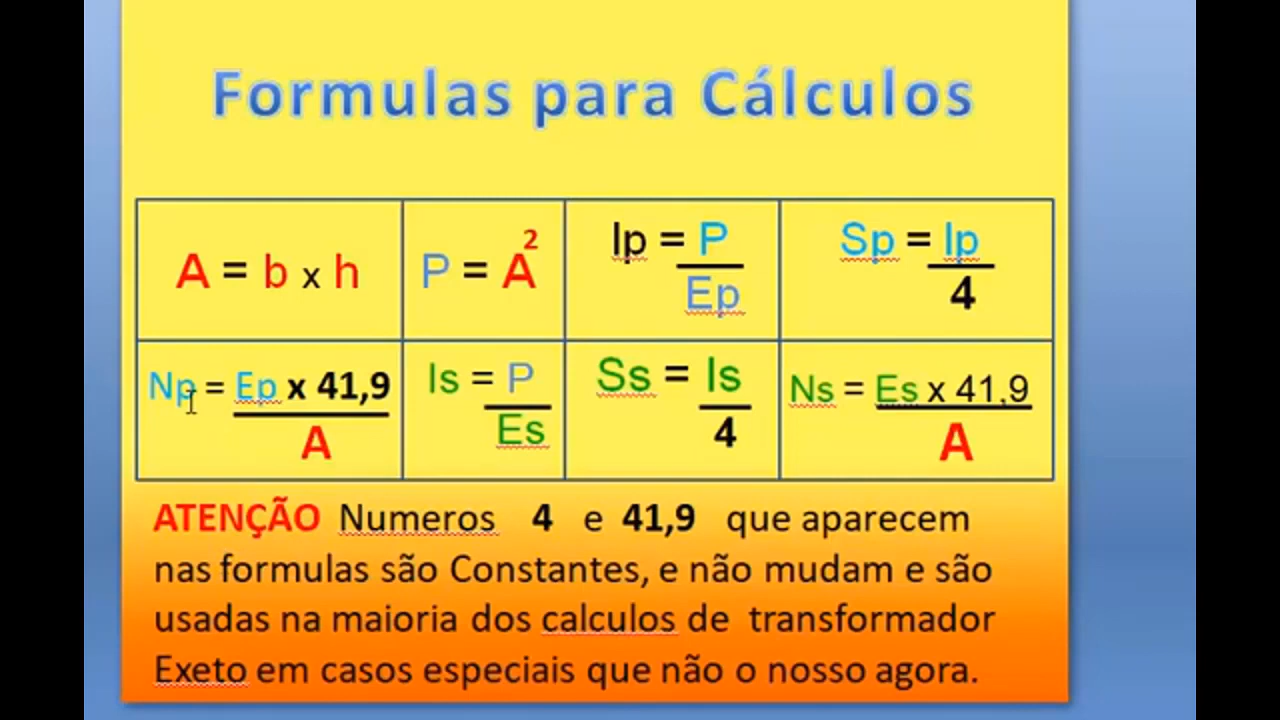 Formulas para Cálculos
A = b x h
P = A²
Ip = P
Ep
Sp = Ip
4
Np = Ep x 41,9
A
Is = P
Es
Ss = Is
4
Ns = Es x 41,9
A
ATENÇÃO Numeros 4 e 41,9 que aparecem
nas formulas são Constantes, e não mudam e são
usadas na maioria dos calculos de transformador
Exeto em casos especiais que não o nosso agora.